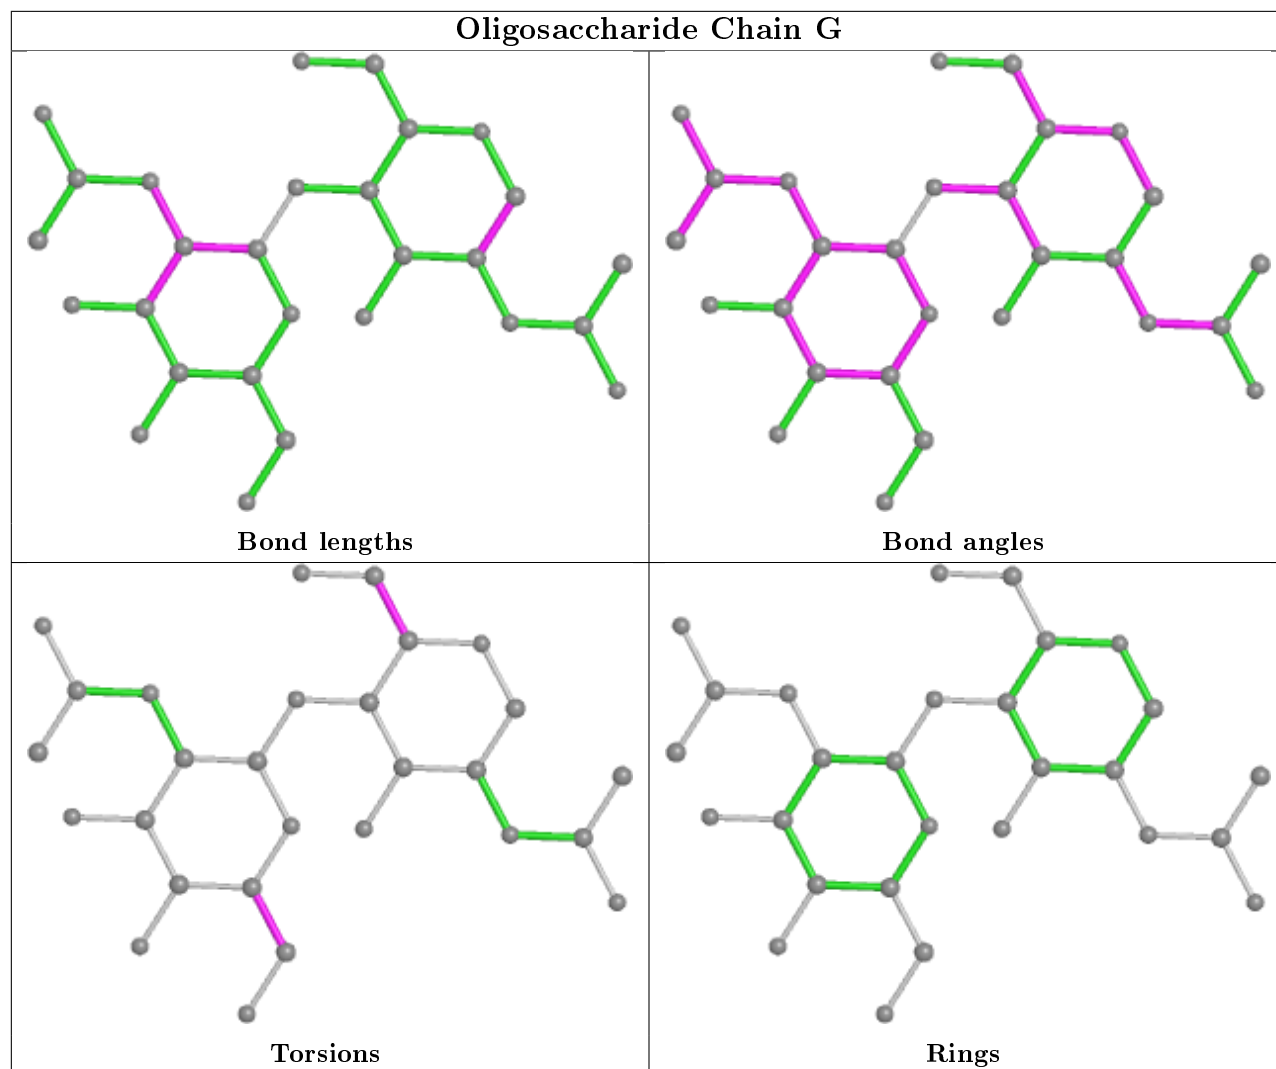 Oligosaccharide Chain G
Bond lengths
Bond angles
Torsions
Rings